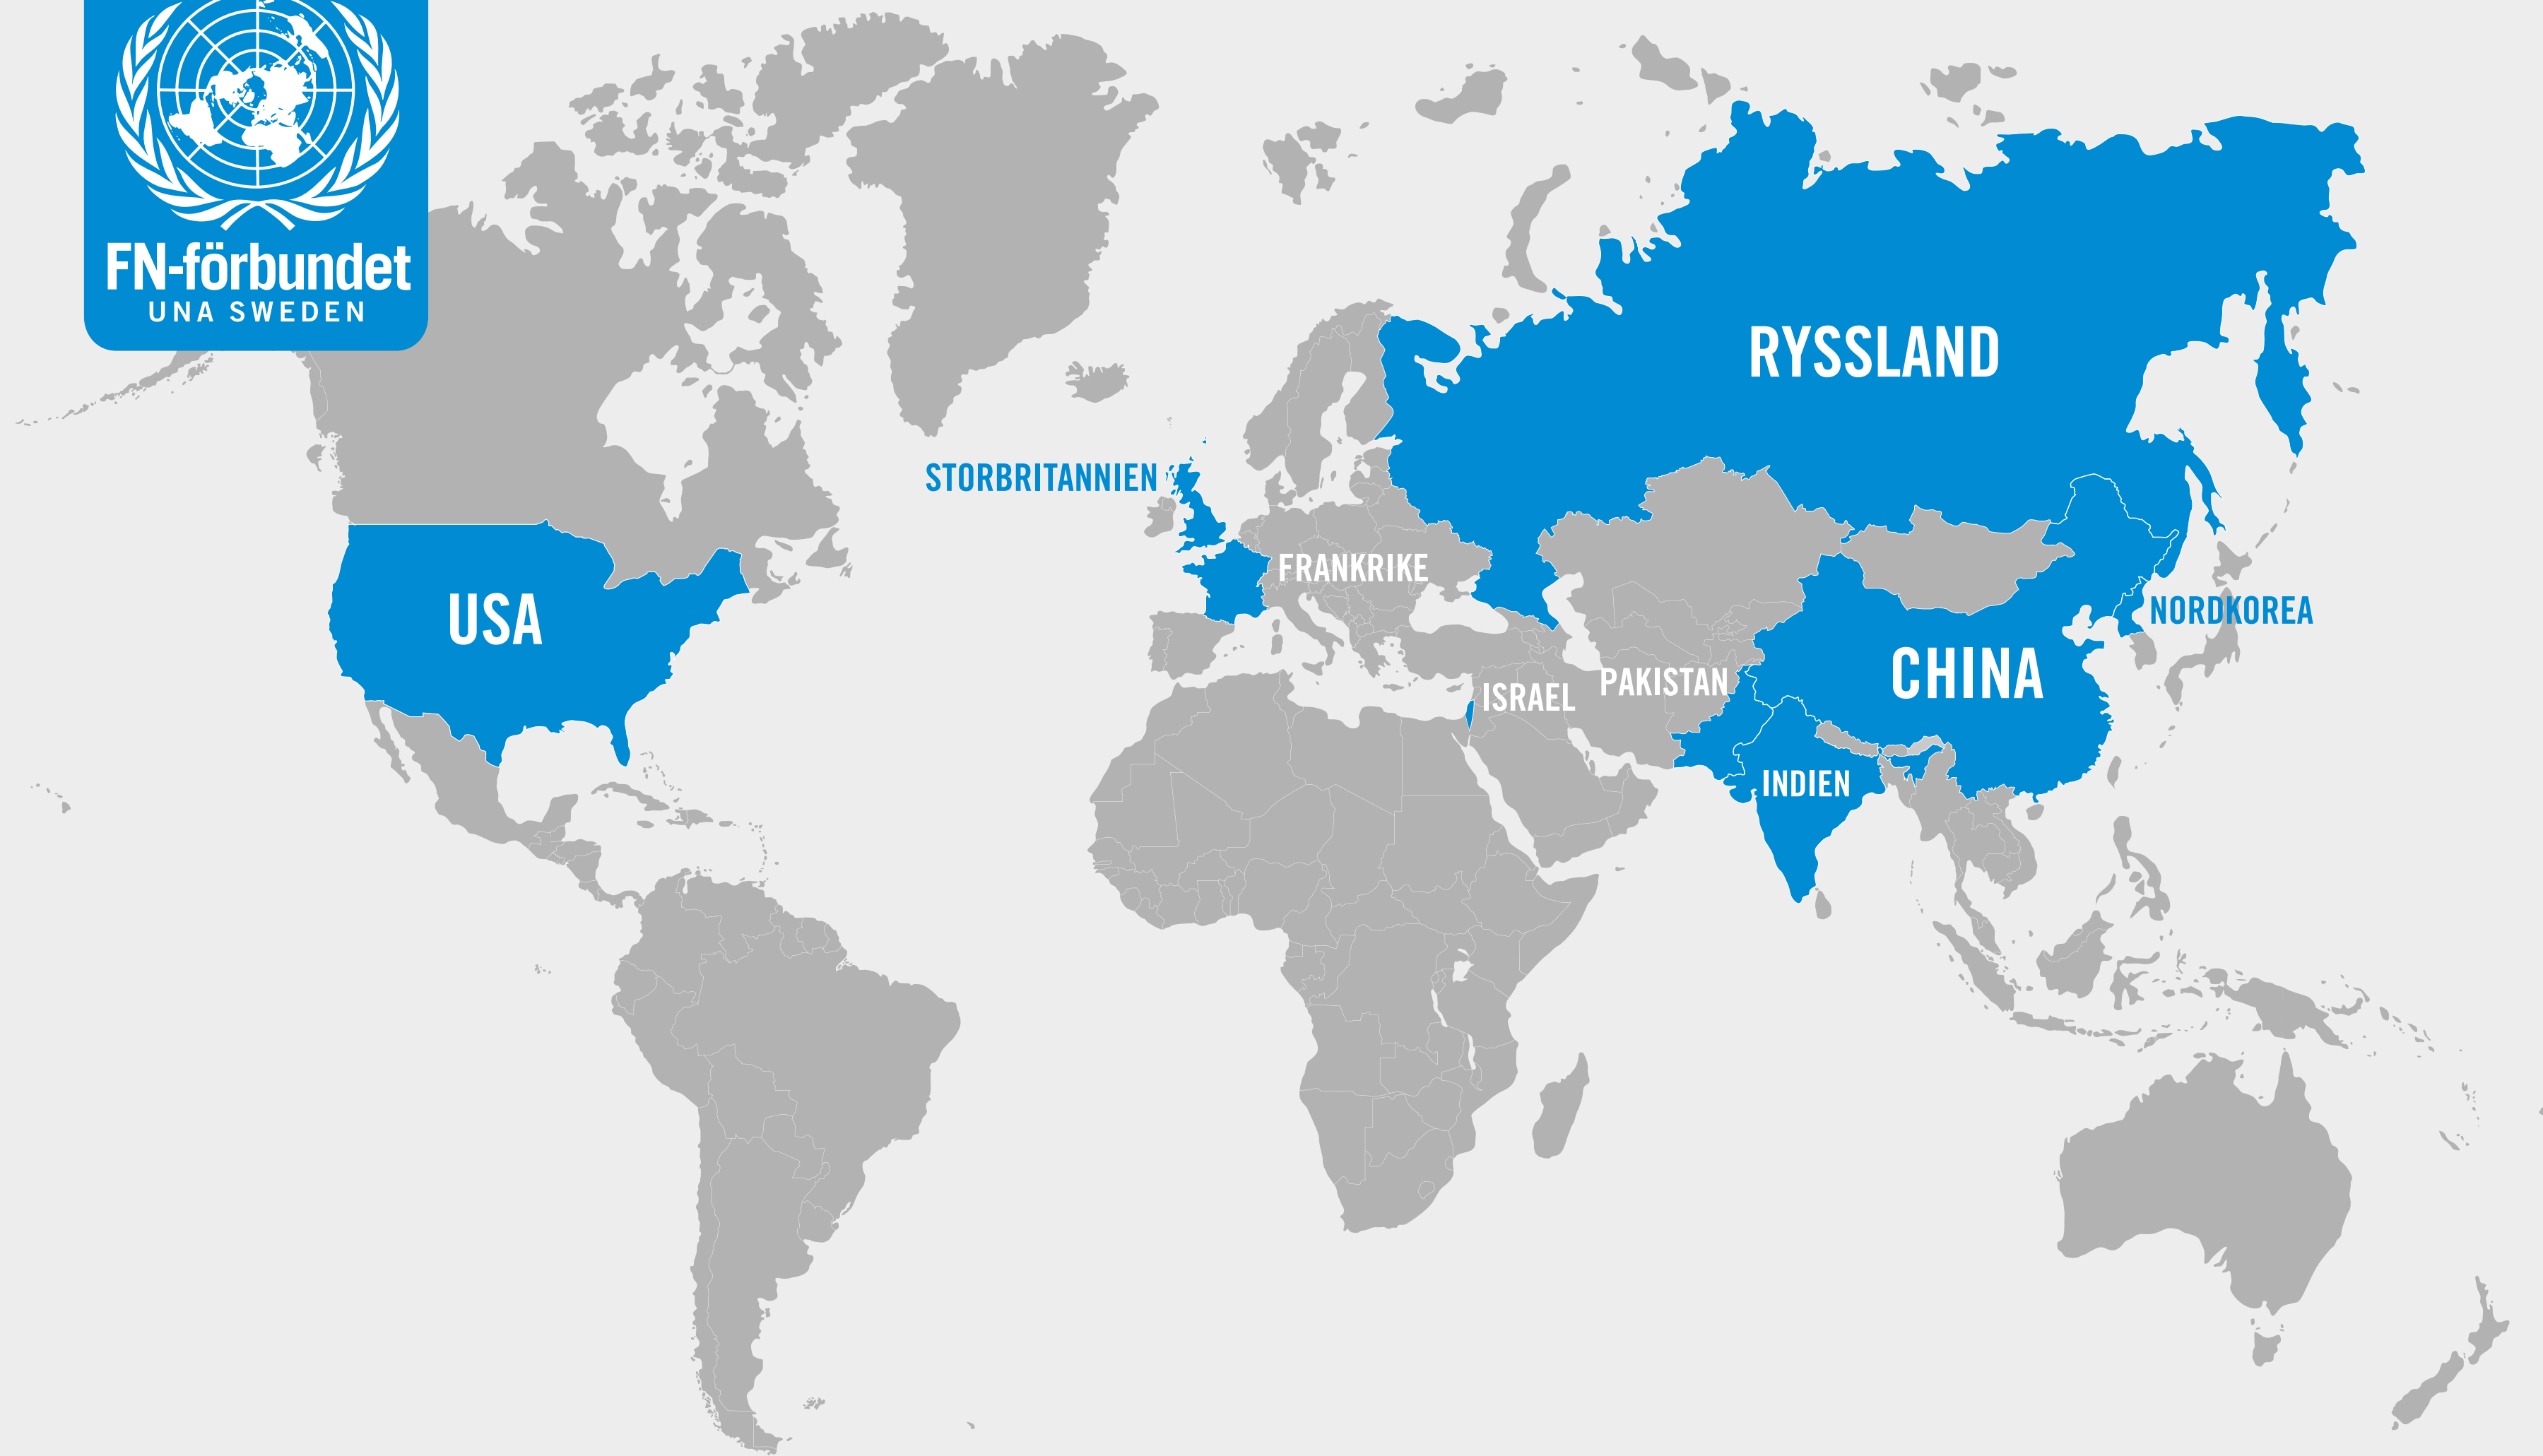 FN-förbundet
UNA SWEDEN
RYSSLAND
STORBRITANNIEN
FRANKRIKE
USA
NORDKOREA
CHINA
PAKISTAN
ISRAEL
INDIEN